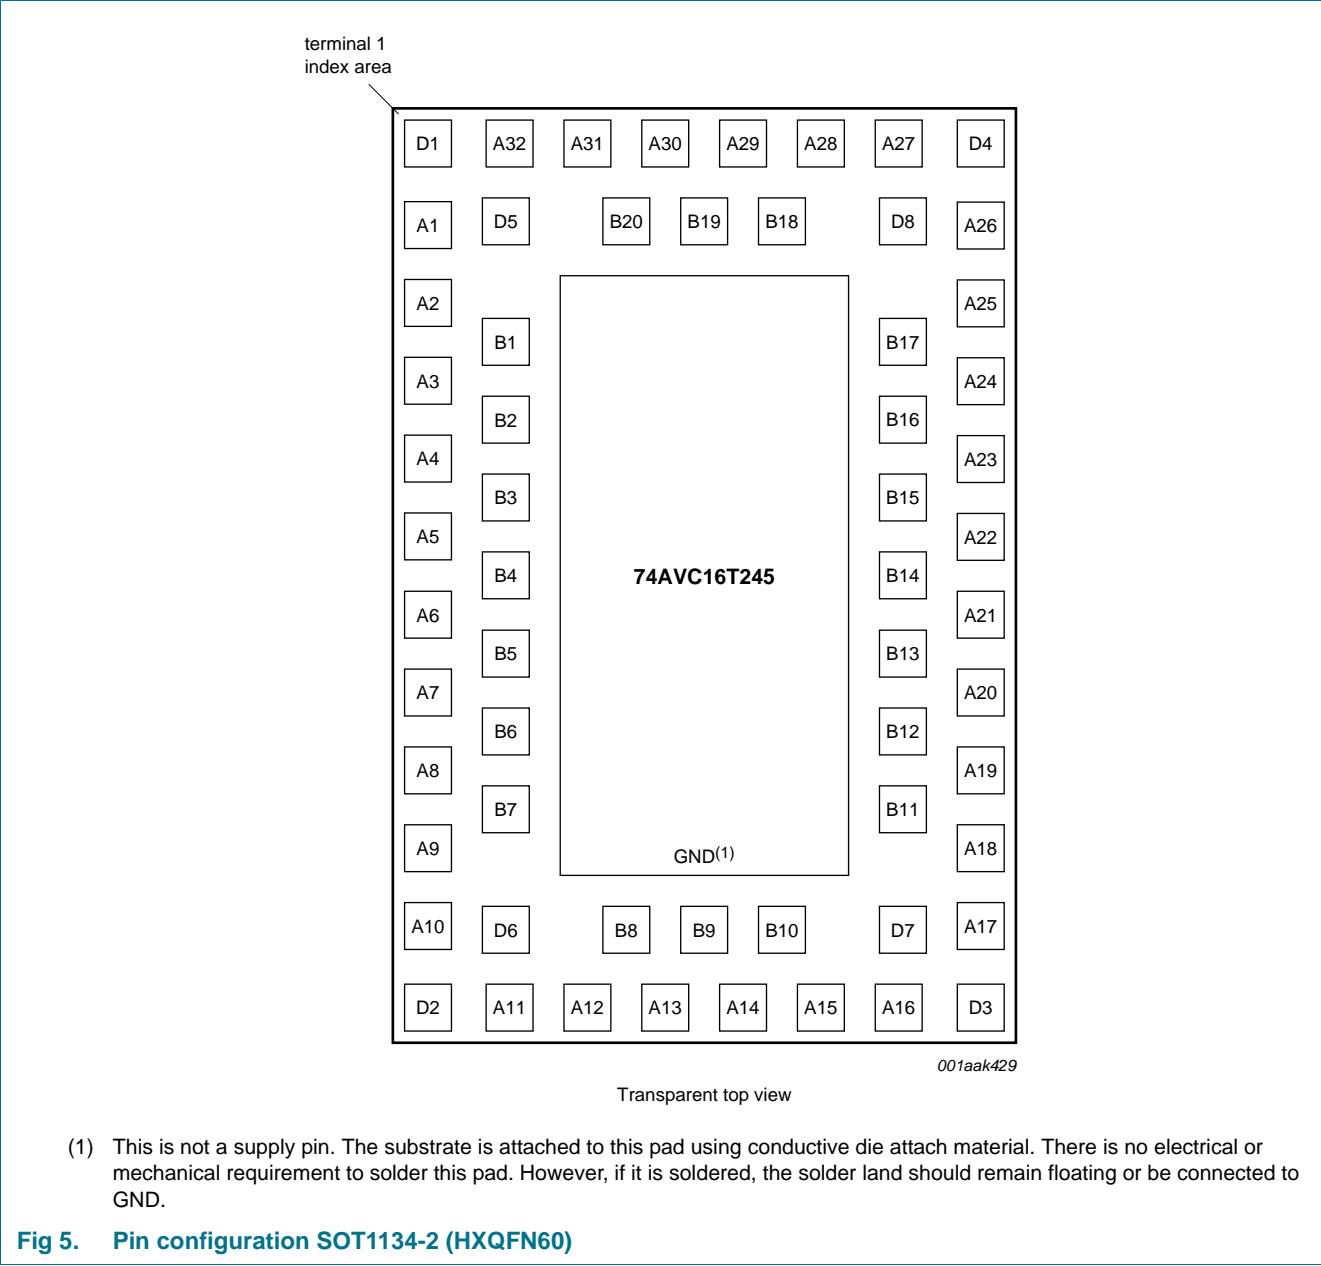 terminal 1
index area
D1 A32 A31 A30 A29 A28 A27 D4
A1 D5 B20 B19 B18 D8 A26
A2 A25
B1 B17
A3 A24
B2 B16
A4 A23
B3 B15
A5 A22
B4 74AVC16T245 B14
A6 A21
B5 B13
A7 A20
B6 B12
A8 A19
B7 B11
A9 GND(1) A18
A10 D6 B8 B9 B10 D7 A17
D2 A11 A12 A13 A14 A15 A16 D3
001aak429
Transparent top view
(1) This is not a supply pin. The substrate is attached to this pad using conductive die attach material. There is no electrical or
mechanical requirement to solder this pad. However, if it is soldered, the solder land should remain floating or be connected to
GND.
Fig 5. Pin configuration SOT1134-2 (HXQFN60)